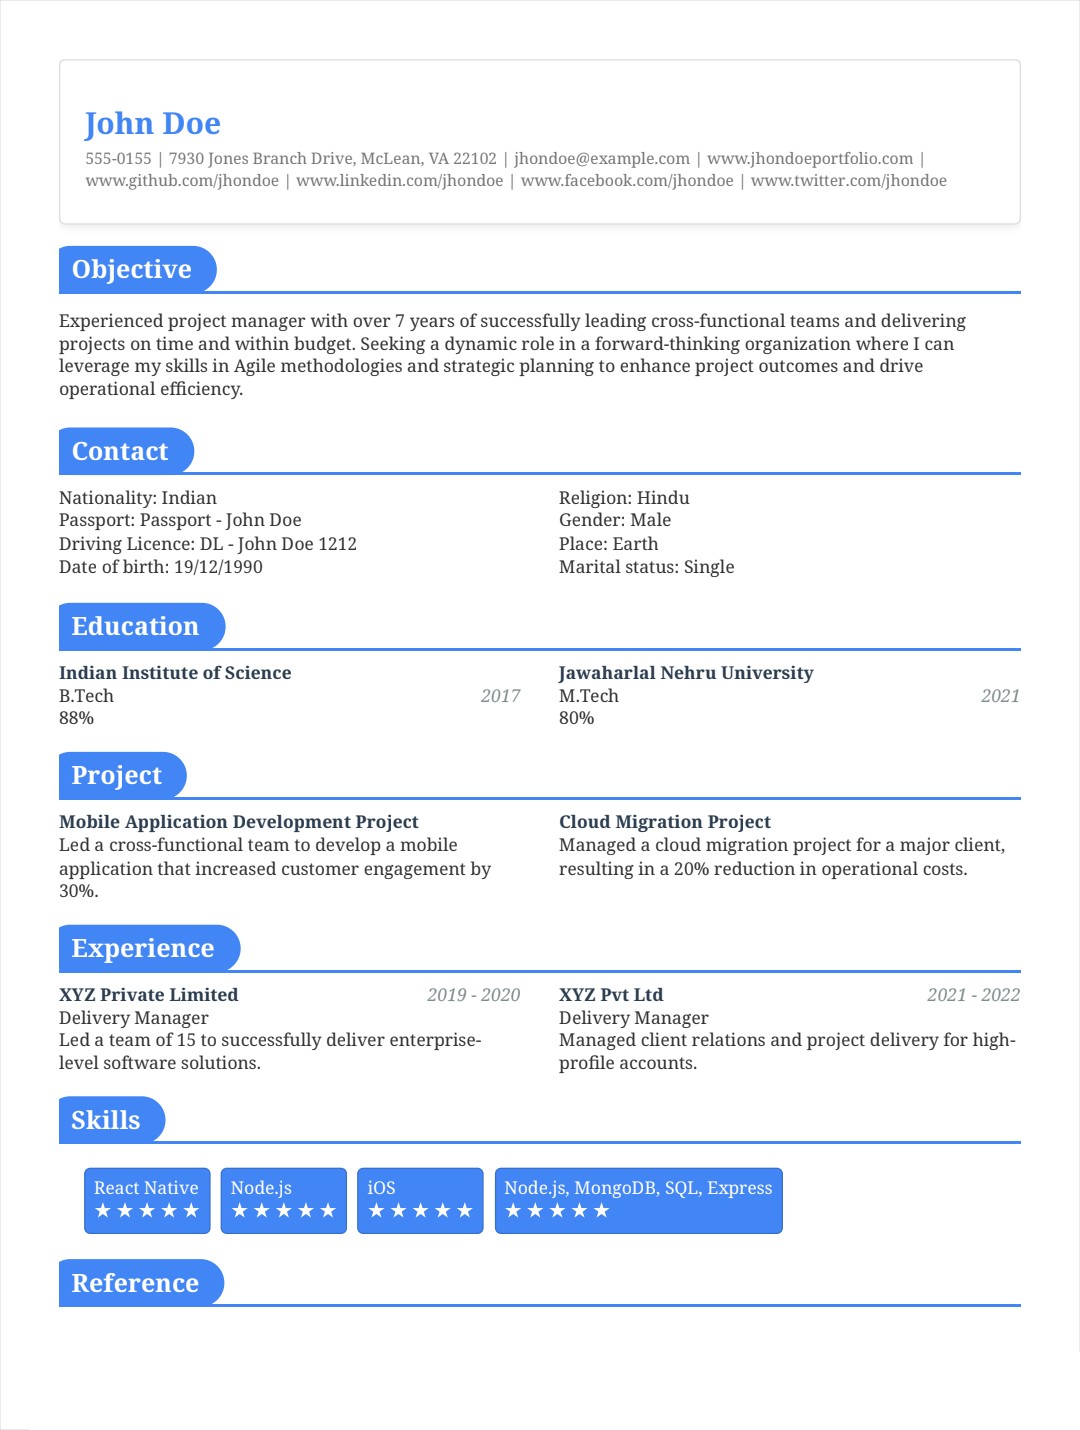 John Doe
555-0155 | 7930 Jones Branch Drive, McLean, VA 22102 | jhondoe@example.com | www.jhondoeportfolio.com |
www.github.com/jhondoe | www.linkedin.com/jhondoe | www.facebook.com/jhondoe | www.twitter.com/jhondoe
Objective
Experienced project manager with over 7 years of successfully leading cross-functional teams and delivering
projects on time and within budget. Seeking a dynamic role in a forward-thinking organization where I can
leverage my skills in Agile methodologies and strategic planning to enhance project outcomes and drive
operational efficiency.
Contact
Nationality: Indian
Passport: Passport - John Doe
Driving Licence: DL - John Doe 1212
Date of birth: 19/12/1990
Religion: Hindu
Gender: Male
Place: Earth
Marital status: Single
Education
Indian Institute of Science
B.Tech 2017
88%
Jawaharlal Nehru University
M.Tech 2021
80%
Project
Mobile Application Development Project
Led a cross-functional team to develop a mobile
application that increased customer engagement by
30%.
Cloud Migration Project
Managed a cloud migration project for a major client,
resulting in a 20% reduction in operational costs.
Experience
XYZ Private Limited 2019 - 2020
Delivery Manager
Led a team of 15 to successfully deliver enterprise-
level software solutions.
XYZ Pvt Ltd 2021 - 2022
Delivery Manager
Managed client relations and project delivery for high-
profile accounts.
Skills
React Native
★★★★★
Node.js
★★★★★
iOS
★★★★★
Node.js, MongoDB, SQL, Express
★★★★★
Reference